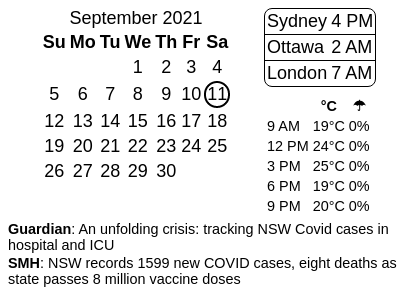 September 2021
Su Mo Tu We Th Fr Sa
1 2 3 4
5 6 7 8 9 10 11
12 13 14 15 16 17 18
19 20 21 22 23 24 25
26 27 28 29 30
Sydney 4 PM
Ottawa 2 AM
London 7 AM
°C ☂
9 AM 19°C 0%
12 PM 24°C 0%
3 PM 25°C 0%
6 PM 19°C 0%
9 PM 20°C 0%
Guardian: An unfolding crisis: tracking NSW Covid cases in
hospital and ICU
SMH: NSW records 1599 new COVID cases, eight deaths as
state passes 8 million vaccine doses